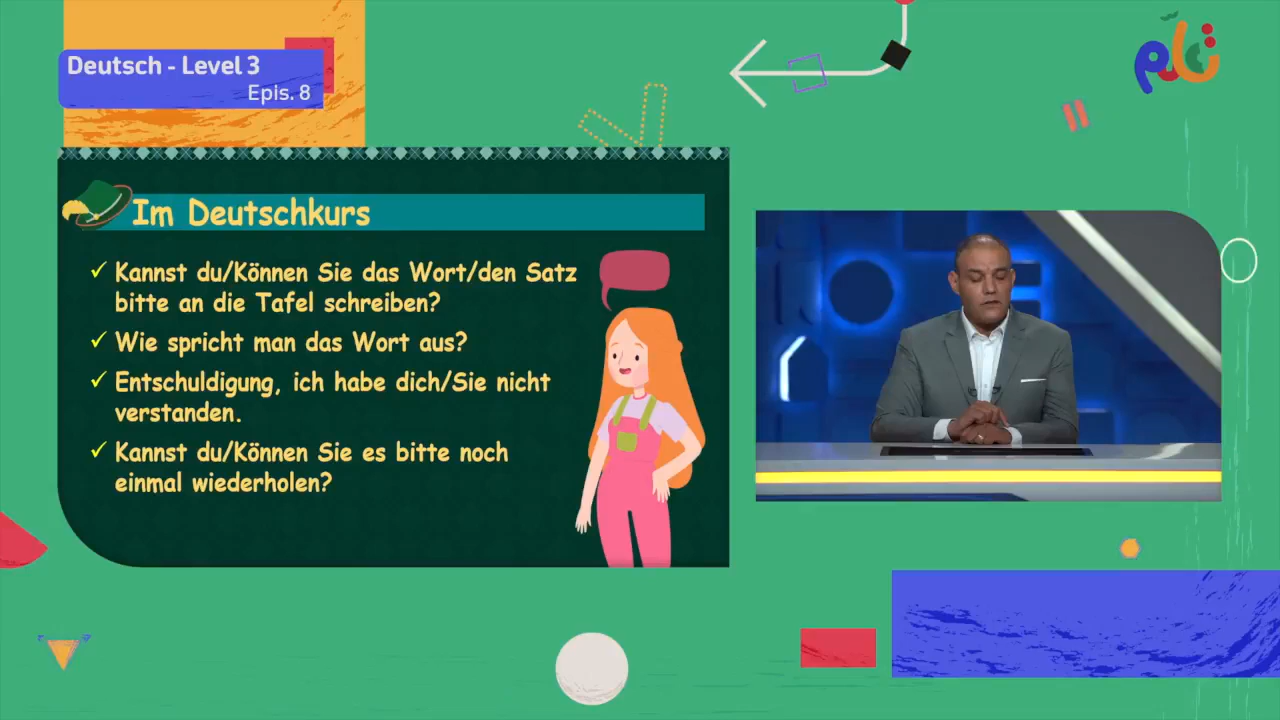 Deutsch - Level 3
Epis. 8
نتعلم
Im Deutschkurs
✓ Kannst du/Können Sie das Wort/den Satz
bitte an die Tafel schreiben?
✓ Wie spricht man das Wort aus?
✓ Entschuldigung, ich habe dich/Sie nicht
verstanden.
✓ Kannst du/Können Sie es bitte noch
einmal wiederholen?